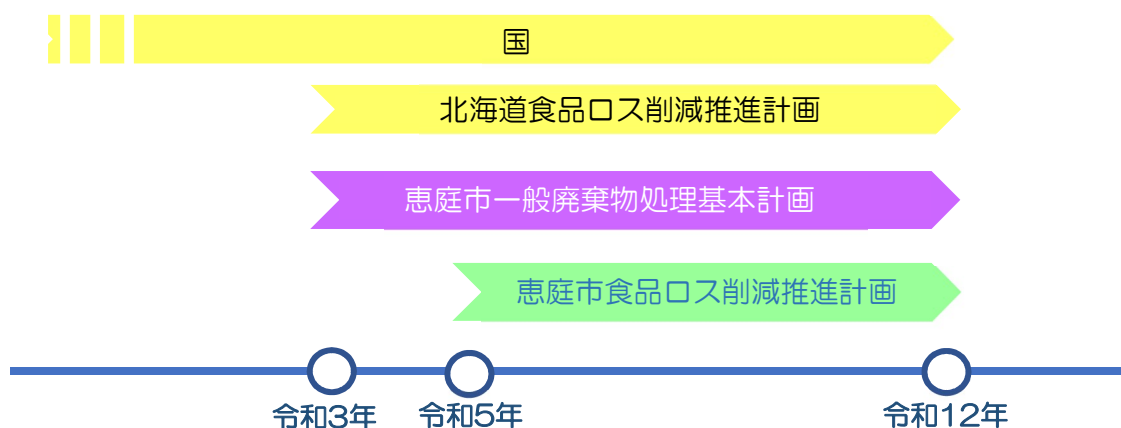 国
北海道食品ロス削減推進計画
恵庭市一般廃棄物処理基本計画
恵庭市食品ロス削減推進計画
令和3年
令和5年
令和12年